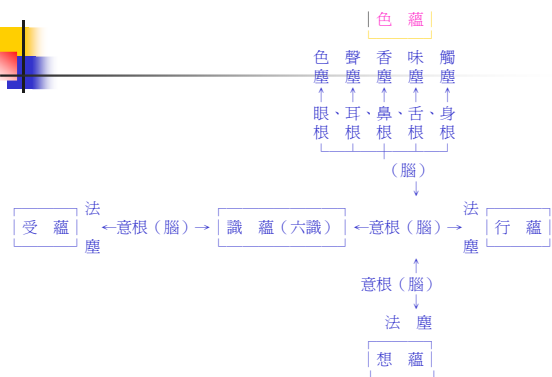 色 蘊
色 聲 香 味 觸
塵 塵 塵 塵 塵
↑ ↑ ↑ ↑ ↑
眼、耳、鼻、舌、身
根 根 根 根 根
(腦)
↓
受 蘊 法塵 ←意根(腦)→ 識 蘊(六識) ←意根(腦)→ 法塵 行 蘊
↑
意根(腦)
↓
法 塵
想 蘊